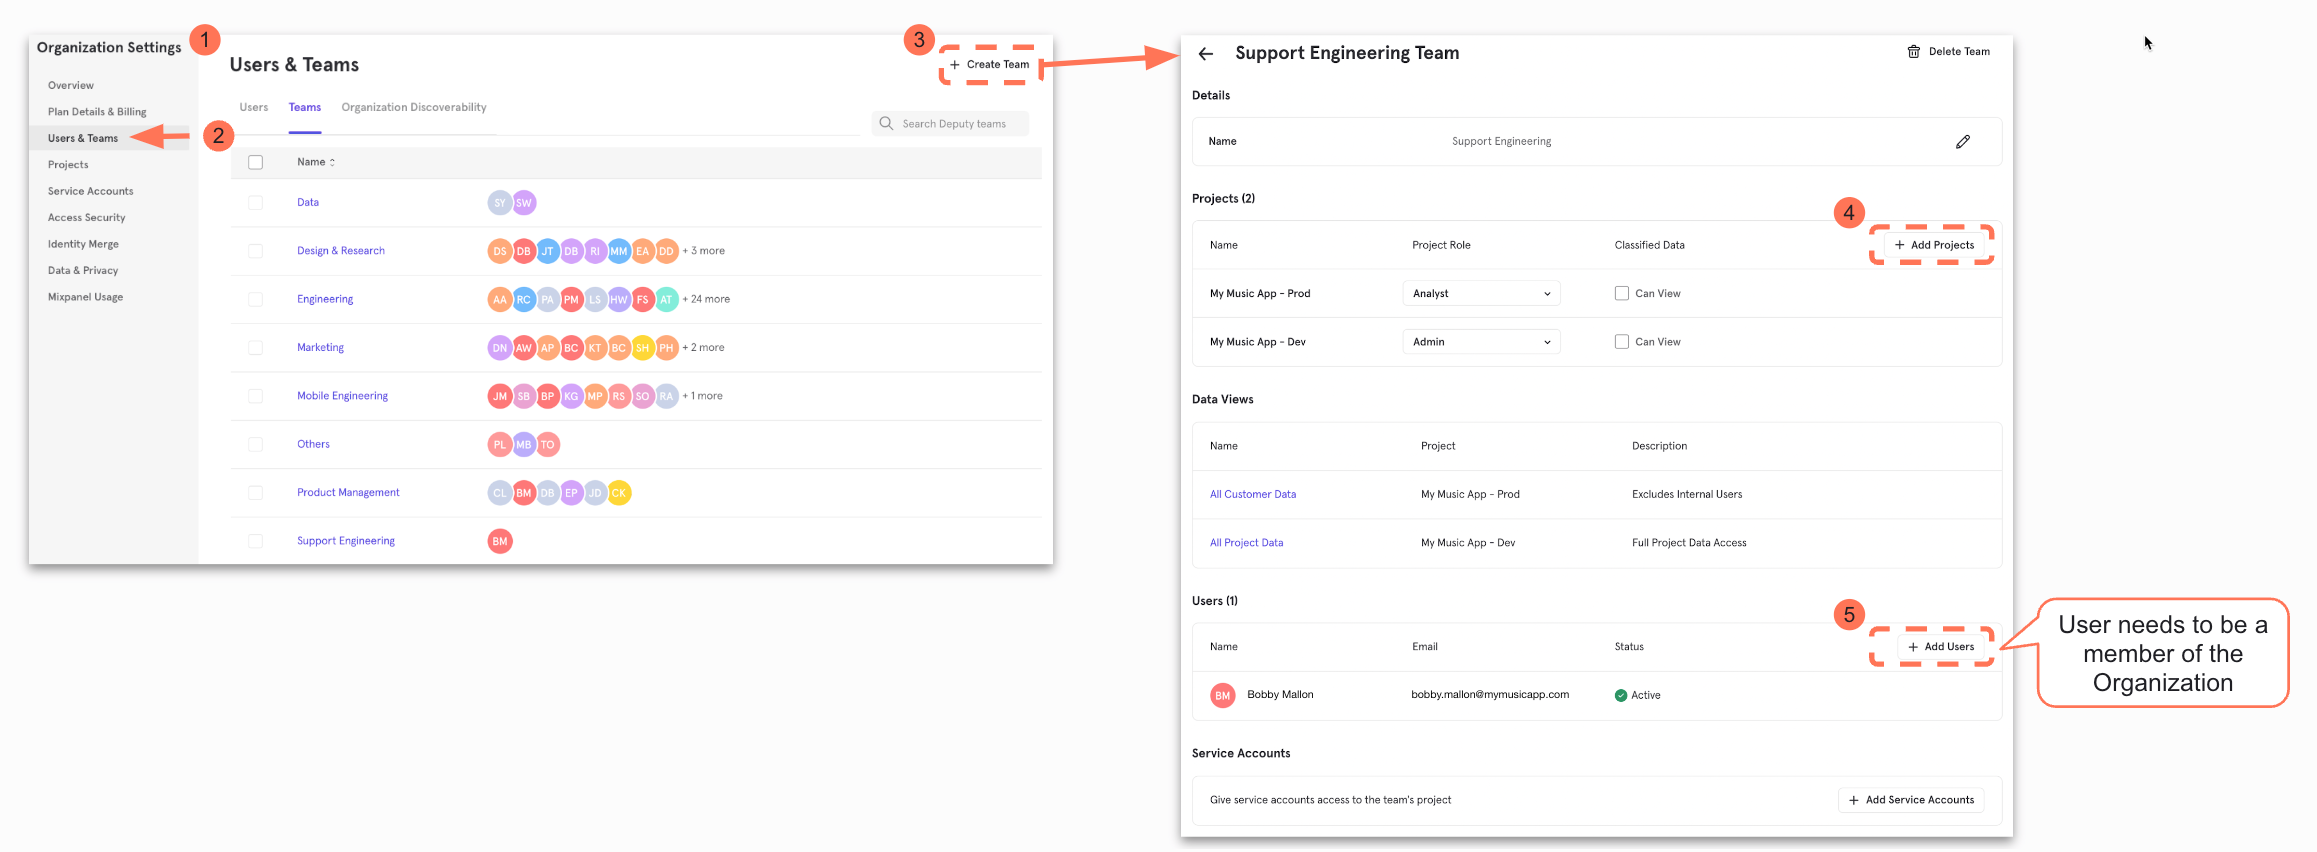 Organization Settings
1
Overview
Plan Details & Billing
Users & Teams
2
Projects
Service Accounts
Access Security
Identity Merge
Data & Privacy
Mixpanel Usage
Users & Teams
3
+ Create Team
Users Teams Organization Discoverability
Search Deputy teams
Name
Data SY SW
Design & Research DS DB JT DB RI MM EA DD + 3 more
Engineering AA RC PA PM LS HW FS AT + 24 more
Marketing DN AW AP BC KT BC SH PH + 2 more
Mobile Engineering JM SB BP KG MP RS SO RA + 1 more
Others PL MB TO
Product Management CL BM DB EP JD CK
Support Engineering BM
Support Engineering Team
Delete Team
Details
Name Support Engineering
Projects (2)
4
Name Project Role Classified Data + Add Projects
My Music App - Prod Analyst Can View
My Music App - Dev Admin Can View
Data Views
Name Project Description
All Customer Data My Music App - Prod Excludes Internal Users
All Project Data My Music App - Dev Full Project Data Access
Users (1)
5
Name Email Status + Add Users
BM Bobby Mallon bobby.mallon@mymusicapp.com Active
Service Accounts
Give service accounts access to the team's project + Add Service Accounts
User needs to be a
member of the
Organization